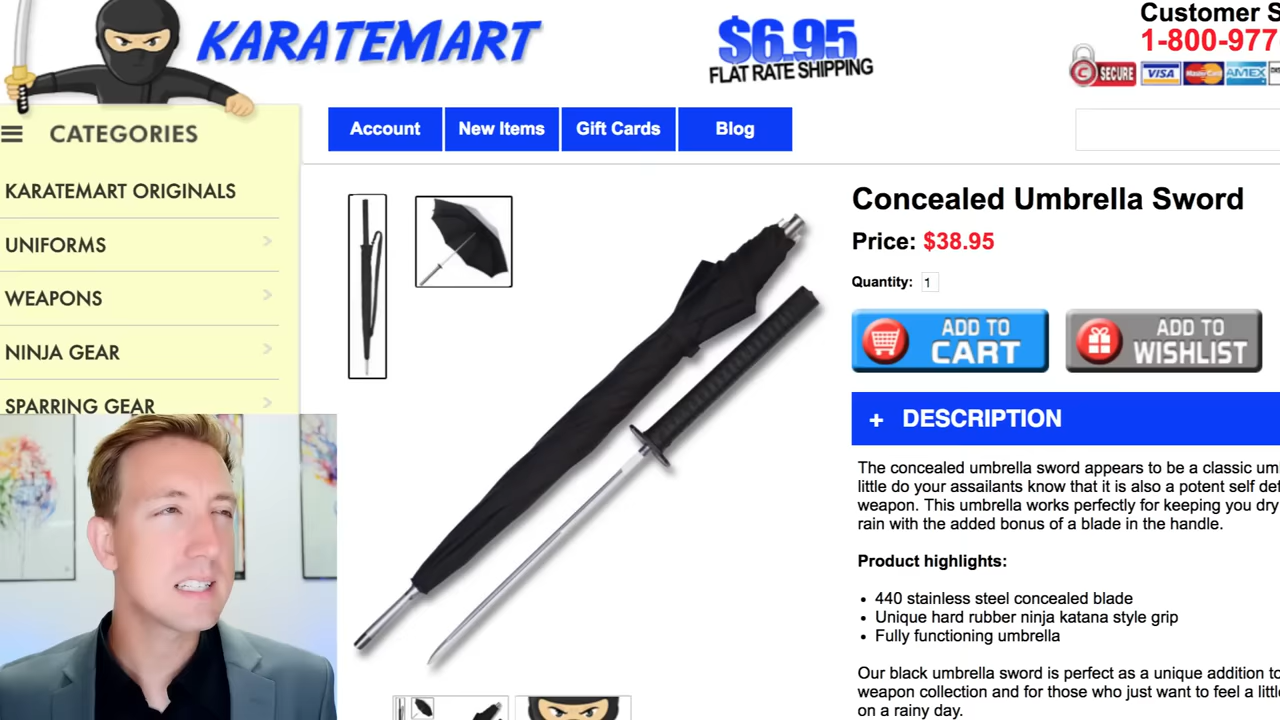 KARATEMART
$6.95
FLAT RATE SHIPPING
Customer S
1-800-977
SECURE VISA MasterCard AMEX
CATEGORIES
Account
New Items
Gift Cards
Blog
KARATEMART ORIGINALS
UNIFORMS
WEAPONS
NINJA GEAR
SPARRING GEAR
Concealed Umbrella Sword
Price: $38.95
Quantity: 1
ADD TO
CART
ADD TO
WISHLIST
+ DESCRIPTION
The concealed umbrella sword appears to be a classic um
little do your assailants know that it is also a potent self def
weapon. This umbrella works perfectly for keeping you dry
rain with the added bonus of a blade in the handle.
Product highlights:
• 440 stainless steel concealed blade
• Unique hard rubber ninja katana style grip
• Fully functioning umbrella
Our black umbrella sword is perfect as a unique addition to
weapon collection and for those who just want to feel a littl
on a rainy day.